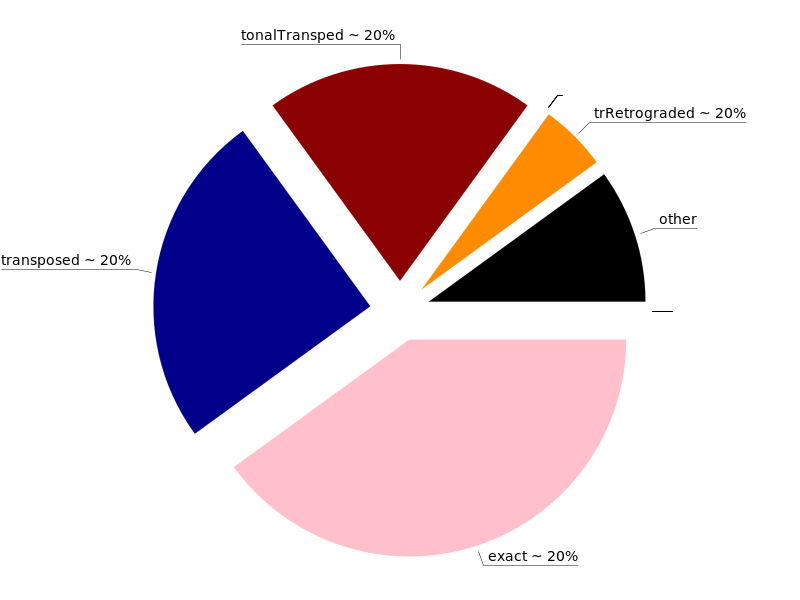 tonalTransped ~ 20%
trRetrograded ~ 20%
other
transposed ~ 20%
exact ~ 20%